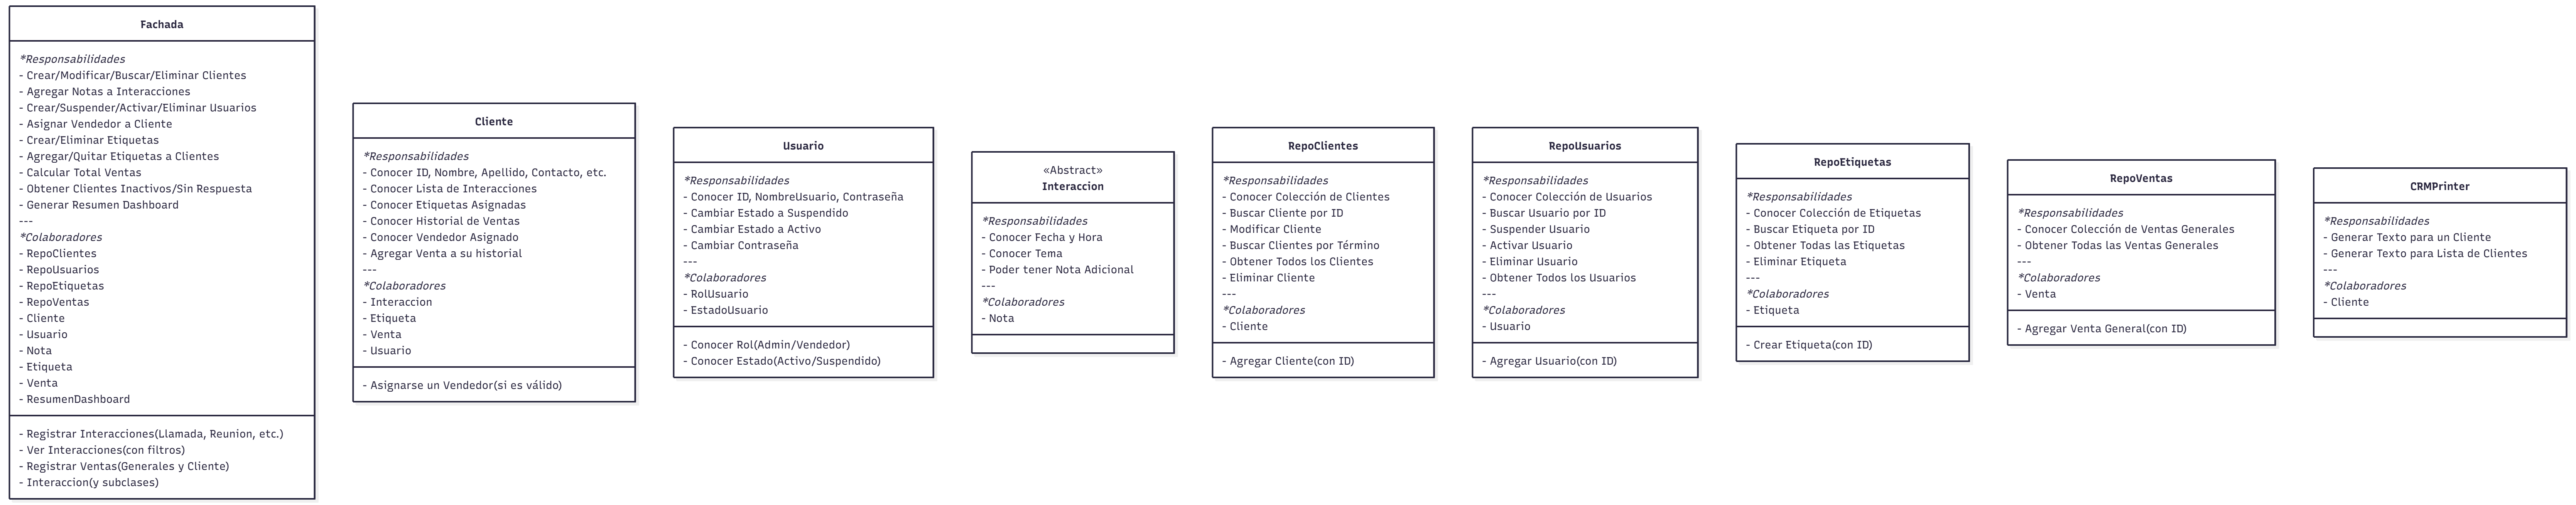 Fachada
*Responsabilidades
- Crear/Modificar/Buscar/Eliminar Clientes
- Agregar Notas a Interacciones
- Crear/Suspender/Activar/Eliminar Usuarios
- Asignar Vendedor a Cliente
- Crear/Eliminar Etiquetas
- Agregar/Quitar Etiquetas a Clientes
- Calcular Total Ventas
- Obtener Clientes Inactivos/Sin Respuesta
- Generar Resumen Dashboard
---
*Colaboradores
- RepoClientes
- RepoUsuarios
- RepoEtiquetas
- RepoVentas
- Cliente
- Usuario
- Nota
- Etiqueta
- Venta
- ResumenDashboard
- Registrar Interacciones(Llamada, Reunion, etc.)
- Ver Interacciones(con filtros)
- Registrar Ventas(Generales y Cliente)
- Interaccion(y subclases)
Cliente
*Responsabilidades
- Conocer ID, Nombre, Apellido, Contacto, etc.
- Conocer Lista de Interacciones
- Conocer Etiquetas Asignadas
- Conocer Historial de Ventas
- Conocer Vendedor Asignado
- Agregar Venta a su historial
---
*Colaboradores
- Interaccion
- Etiqueta
- Venta
- Usuario
- Asignarse un Vendedor(si es válido)
Usuario
*Responsabilidades
- Conocer ID, NombreUsuario, Contraseña
- Cambiar Estado a Suspendido
- Cambiar Estado a Activo
- Cambiar Contraseña
---
*Colaboradores
- RolUsuario
- EstadoUsuario
- Conocer Rol(Admin/Vendedor)
- Conocer Estado(Activo/Suspendido)
«Abstract»
Interaccion
*Responsabilidades
- Conocer Fecha y Hora
- Conocer Tema
- Poder tener Nota Adicional
---
*Colaboradores
- Nota
RepoClientes
*Responsabilidades
- Conocer Colección de Clientes
- Buscar Cliente por ID
- Modificar Cliente
- Buscar Clientes por Término
- Obtener Todos los Clientes
- Eliminar Cliente
---
*Colaboradores
- Cliente
- Agregar Cliente(con ID)
RepoUsuarios
*Responsabilidades
- Conocer Colección de Usuarios
- Buscar Usuario por ID
- Suspender Usuario
- Activar Usuario
- Eliminar Usuario
- Obtener Todos los Usuarios
---
*Colaboradores
- Usuario
- Agregar Usuario(con ID)
RepoEtiquetas
*Responsabilidades
- Conocer Colección de Etiquetas
- Buscar Etiqueta por ID
- Obtener Todas las Etiquetas
- Eliminar Etiqueta
---
*Colaboradores
- Etiqueta
- Crear Etiqueta(con ID)
RepoVentas
*Responsabilidades
- Conocer Colección de Ventas Generales
- Obtener Todas las Ventas Generales
---
*Colaboradores
- Venta
- Agregar Venta General(con ID)
CRMPrinter
*Responsabilidades
- Generar Texto para un Cliente
- Generar Texto para Lista de Clientes
---
*Colaboradores
- Cliente